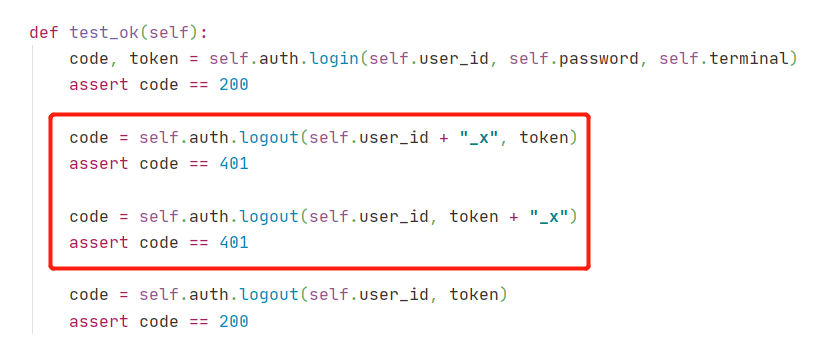 def test_ok(self):
    code, token = self.auth.login(self.user_id, self.password, self.terminal)
    assert code == 200
    code = self.auth.logout(self.user_id + "_x", token)
    assert code == 401
    code = self.auth.logout(self.user_id, token + "_x")
    assert code == 401
    code = self.auth.logout(self.user_id, token)
    assert code == 200